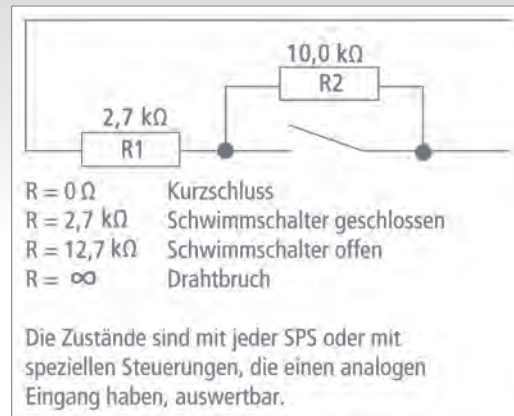 10,0 kΩ
R2
2,7 kΩ
R1
R = 0 Ω Kurzschluss
R = 2,7 kΩ Schwimmschalter geschlossen
R = 12,7 kΩ Schwimmschalter offen
R = ∞ Drahtbruch
Die Zustände sind mit jeder SPS oder mit
speziellen Steuerungen, die einen analogen
Eingang haben, auswertbar.